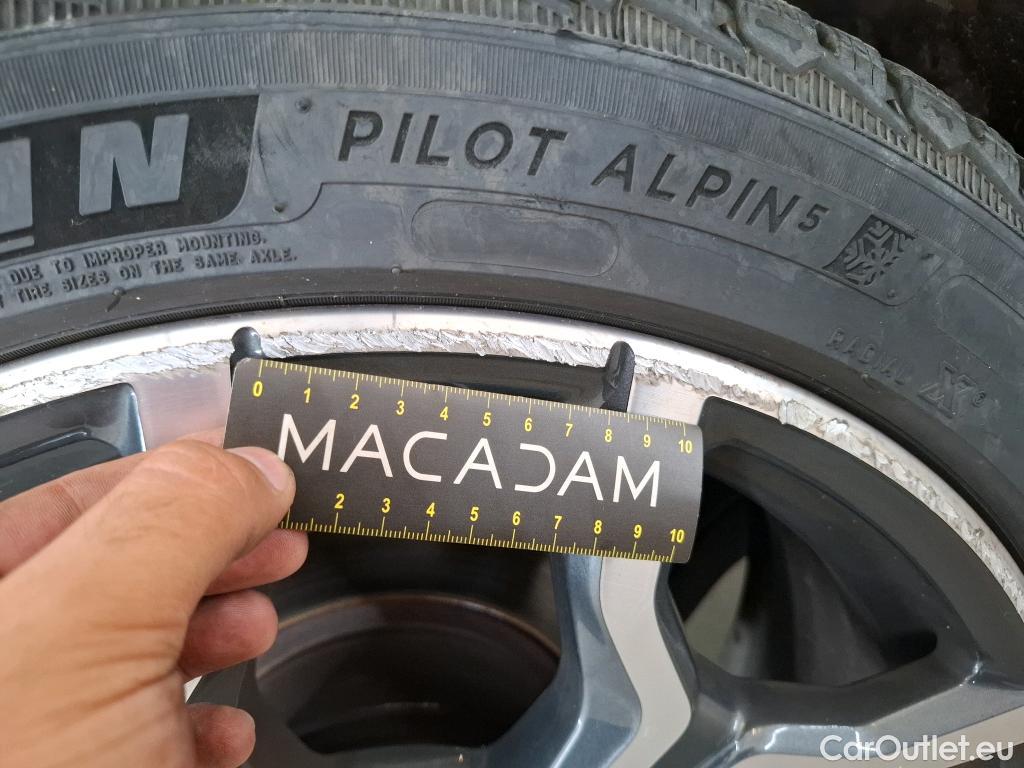 PILOT ALPIN5
DUE TO IMPROPER MOUNTING.
TIRE SIZES ON THE SAME AXLE.
RADIAL X®
0 1 2 3 4 5 6 7 8 9 10
MACADAM
2 3 4 5 6 7 8 9 10
CarOutlet.eu